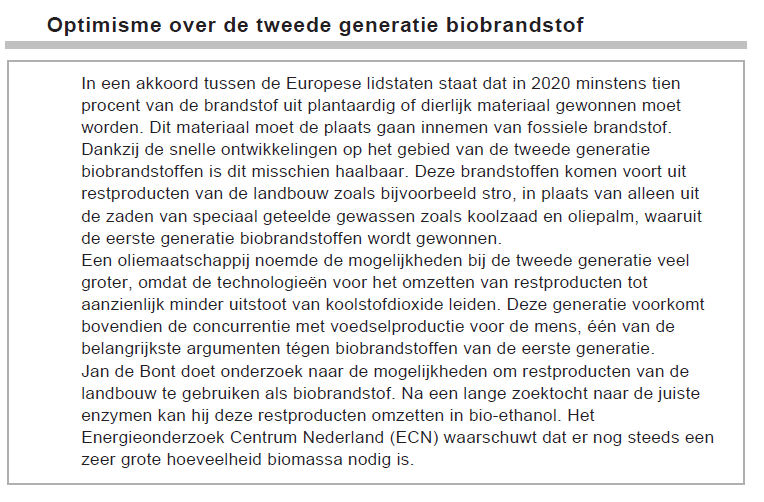 Optimisme over de tweede generatie biobrandstof
In een akkoord tussen de Europese lidstaten staat dat in 2020 minstens tien
procent van de brandstof uit plantaardig of dierlijk materiaal gewonnen moet
worden. Dit materiaal moet de plaats gaan innemen van fossiele brandstof.
Dankzij de snelle ontwikkelingen op het gebied van de tweede generatie
biobrandstoffen is dit misschien haalbaar. Deze brandstoffen komen voort uit
restproducten van de landbouw zoals bijvoorbeeld stro, in plaats van alleen uit
de zaden van speciaal geteelde gewassen zoals koolzaad en oliepalm, waaruit
de eerste generatie biobrandstoffen wordt gewonnen.
Een oliemaatschappij noemde de mogelijkheden bij de tweede generatie veel
groter, omdat de technologieën voor het omzetten van restproducten tot
aanzienlijk minder uitstoot van koolstofdioxide leiden. Deze generatie voorkomt
bovendien de concurrentie met voedselproductie voor de mens, één van de
belangrijkste argumenten tégen biobrandstoffen van de eerste generatie.
Jan de Bont doet onderzoek naar de mogelijkheden om restproducten van de
landbouw te gebruiken als biobrandstof. Na een lange zoektocht naar de juiste
enzymen kan hij deze restproducten omzetten in bio-ethanol. Het
Energieonderzoek Centrum Nederland (ECN) waarschuwt dat er nog steeds een
zeer grote hoeveelheid biomassa nodig is.